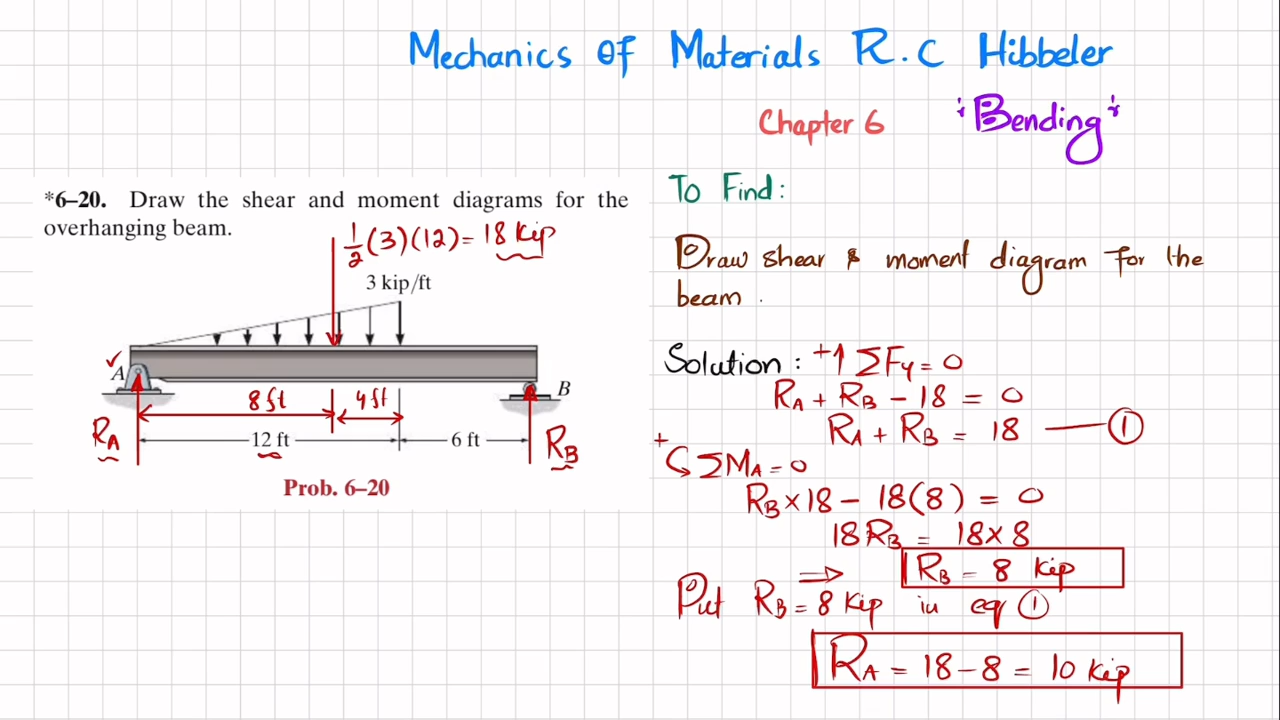 Mechanics Of Materials R.C Hibbeler
Chapter 6 "Bending"
*6–20. Draw the shear and moment diagrams for the
overhanging beam.
1/2 (3)(12) = 18 kip
3 kip/ft
A
B
8 ft
4 ft
RA
12 ft
6 ft
RB
Prob. 6–20
To Find:
Draw shear & moment diagram for the
beam.
Solution: +↑ ΣFy = 0
RA + RB - 18 = 0
RA + RB = 18 — ①
+ ΣMA = 0
RB × 18 - 18(8) = 0
18 RB = 18 × 8
⇒ RB = 8 kip
Put RB = 8 kip in eq ①
RA = 18 - 8 = 10 kip